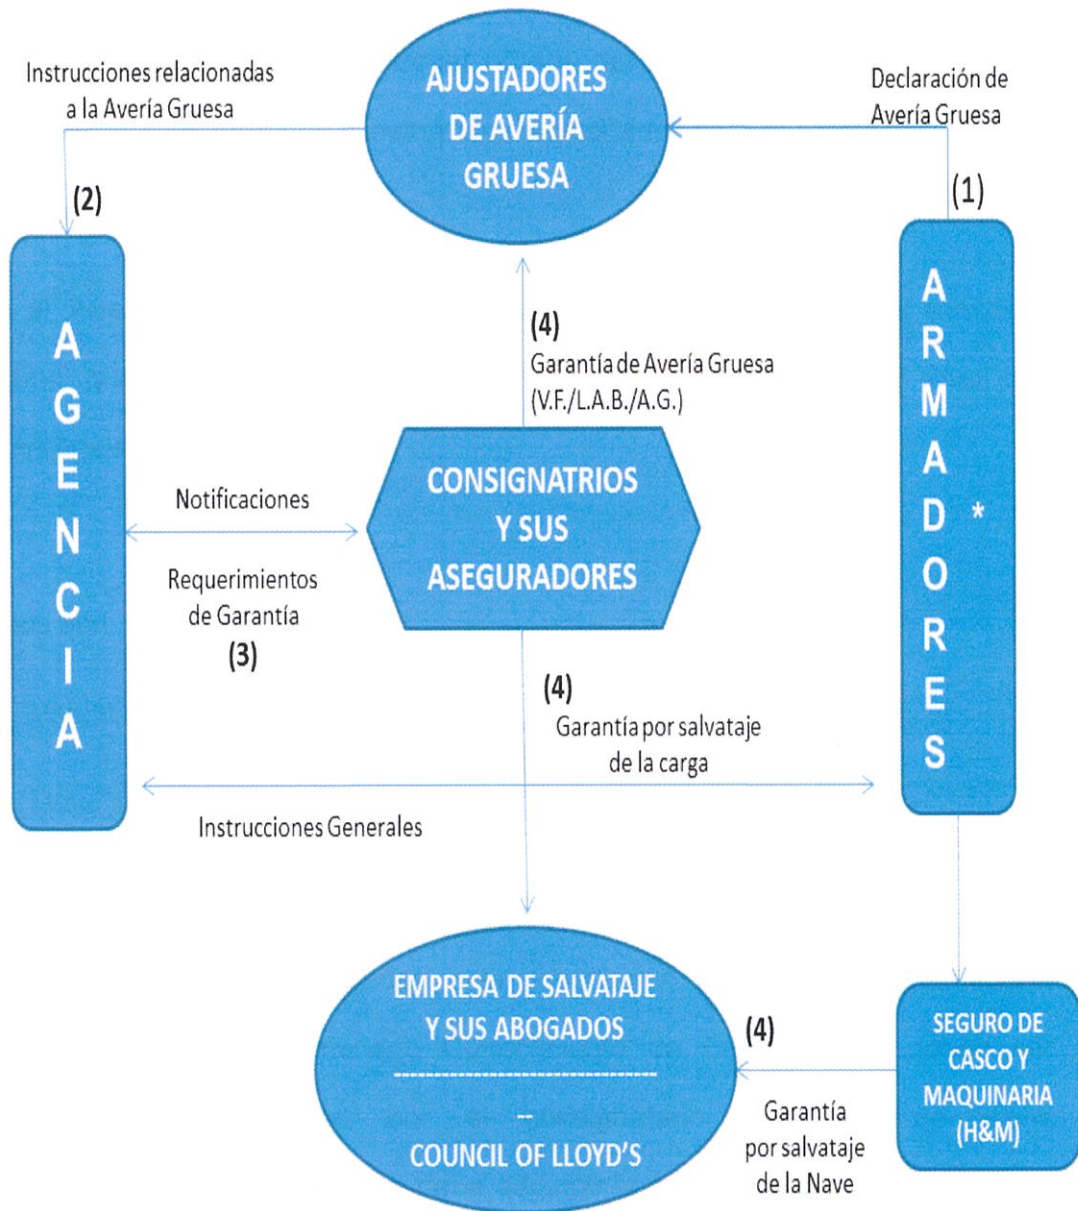 Instrucciones relacionadas
a la Avería Gruesa
AJUSTADORES
DE AVERÍA
GRUESA
Declaración de
Avería Gruesa
(2)
(1)
AGENCIA
ARMADORES
*
(4)
Garantía de Avería Gruesa
(V.F./L.A.B./A.G.)
CONSIGNATRIOS
Y SUS
ASEGURADORES
Notificaciones
Requerimientos
de Garantía
(3)
(4)
Garantía por salvataje
de la carga
Instrucciones Generales
EMPRESA DE SALVATAJE
Y SUS ABOGADOS
---------------------------------
--
COUNCIL OF LLOYD'S
(4)
Garantía
por salvataje
de la Nave
SEGURO DE
CASCO Y
MAQUINARIA
(H&M)